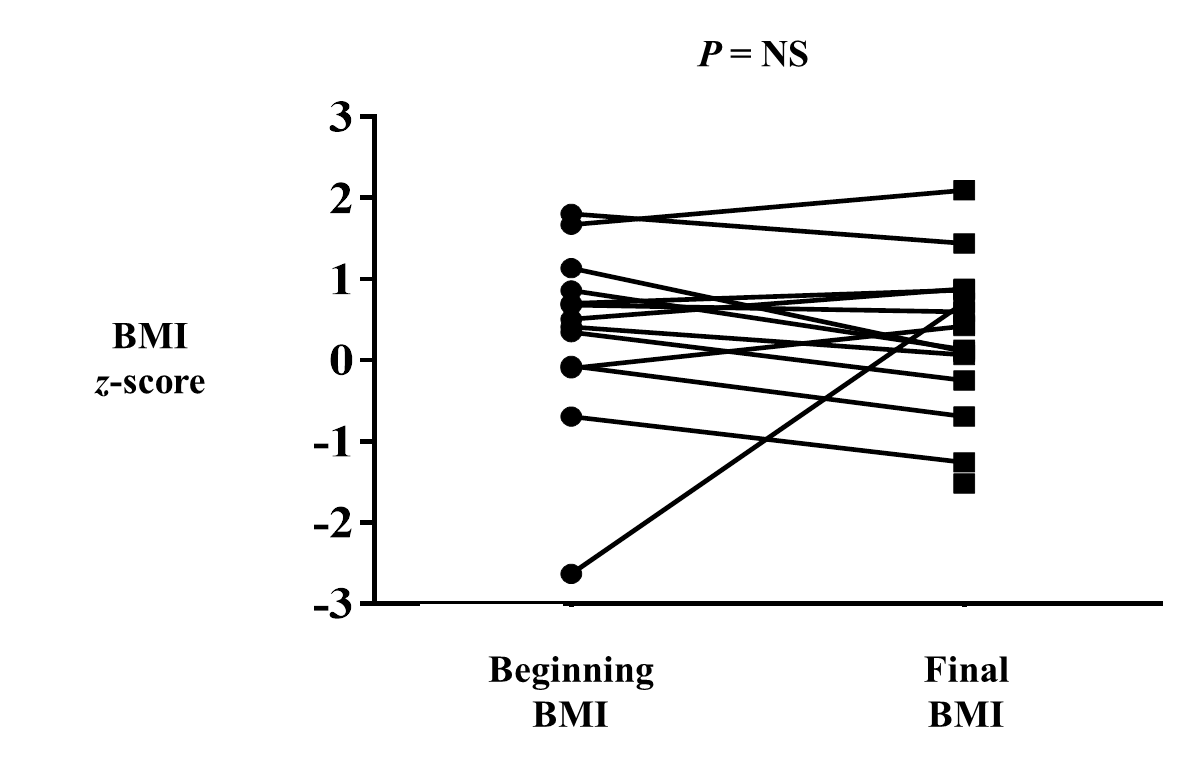 P = NS
3
2
1
0
-1
-2
-3
BMI
z-score
Beginning
BMI
Final
BMI